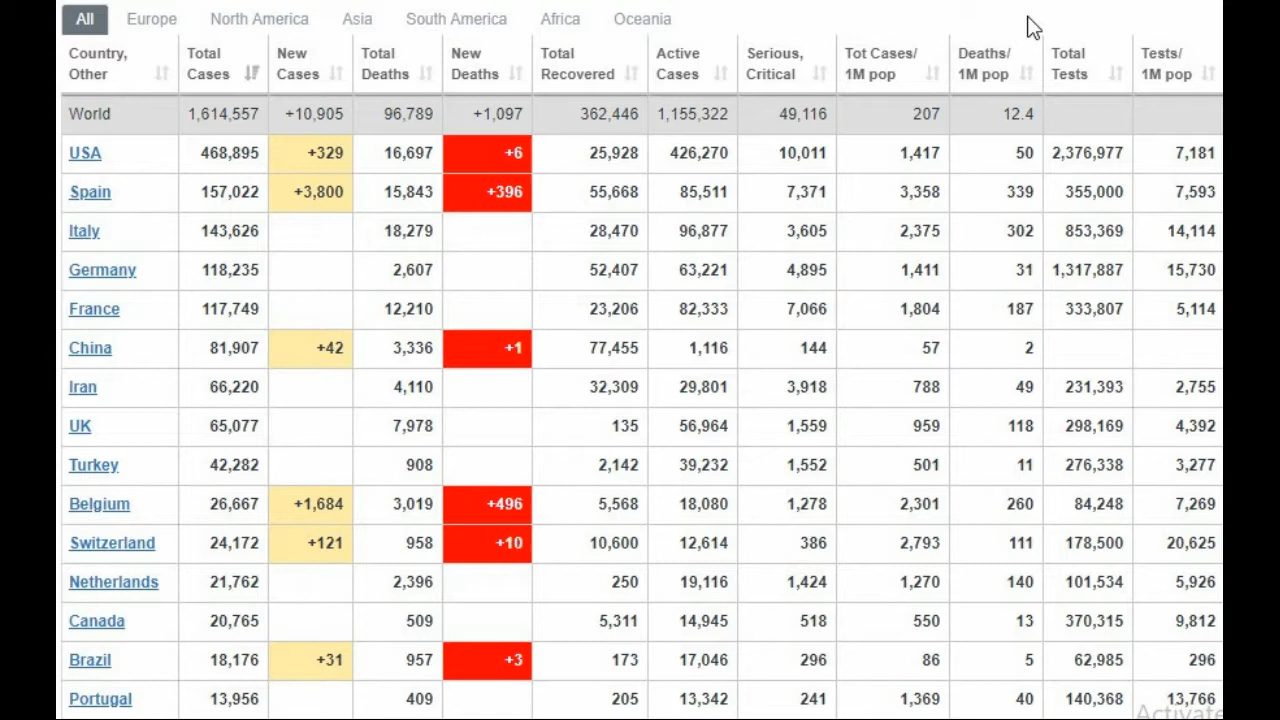 All Europe North America Asia South America Africa Oceania
Country, Other Total Cases New Cases Total Deaths New Deaths Total Recovered Active Cases Serious, Critical Tot Cases/ 1M pop Deaths/ 1M pop Total Tests Tests/ 1M pop
World 1,614,557 +10,905 96,789 +1,097 362,446 1,155,322 49,116 207 12.4
USA 468,895 +329 16,697 +6 25,928 426,270 10,011 1,417 50 2,376,977 7,181
Spain 157,022 +3,800 15,843 +396 55,668 85,511 7,371 3,358 339 355,000 7,593
Italy 143,626 18,279 28,470 96,877 3,605 2,375 302 853,369 14,114
Germany 118,235 2,607 52,407 63,221 4,895 1,411 31 1,317,887 15,730
France 117,749 12,210 23,206 82,333 7,066 1,804 187 333,807 5,114
China 81,907 +42 3,336 +1 77,455 1,116 144 57 2
Iran 66,220 4,110 32,309 29,801 3,918 788 49 231,393 2,755
UK 65,077 7,978 135 56,964 1,559 959 118 298,169 4,392
Turkey 42,282 908 2,142 39,232 1,552 501 11 276,338 3,277
Belgium 26,667 +1,684 3,019 +496 5,568 18,080 1,278 2,301 260 84,248 7,269
Switzerland 24,172 +121 958 +10 10,600 12,614 386 2,793 111 178,500 20,625
Netherlands 21,762 2,396 250 19,116 1,424 1,270 140 101,534 5,926
Canada 20,765 509 5,311 14,945 518 550 13 370,315 9,812
Brazil 18,176 +31 957 +3 173 17,046 296 86 5 62,985 296
Portugal 13,956 409 205 13,342 241 1,369 40 140,368 13,766
Activate